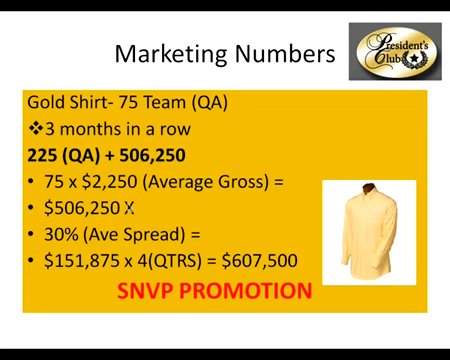 Marketing Numbers
President's
Club
Gold Shirt- 75 Team (QA)
❖3 months in a row
225 (QA) + 506,250
• 75 x $2,250 (Average Gross) =
• $506,250 X
• 30% (Ave Spread) =
• $151,875 x 4(QTRS) = $607,500
SNVP PROMOTION